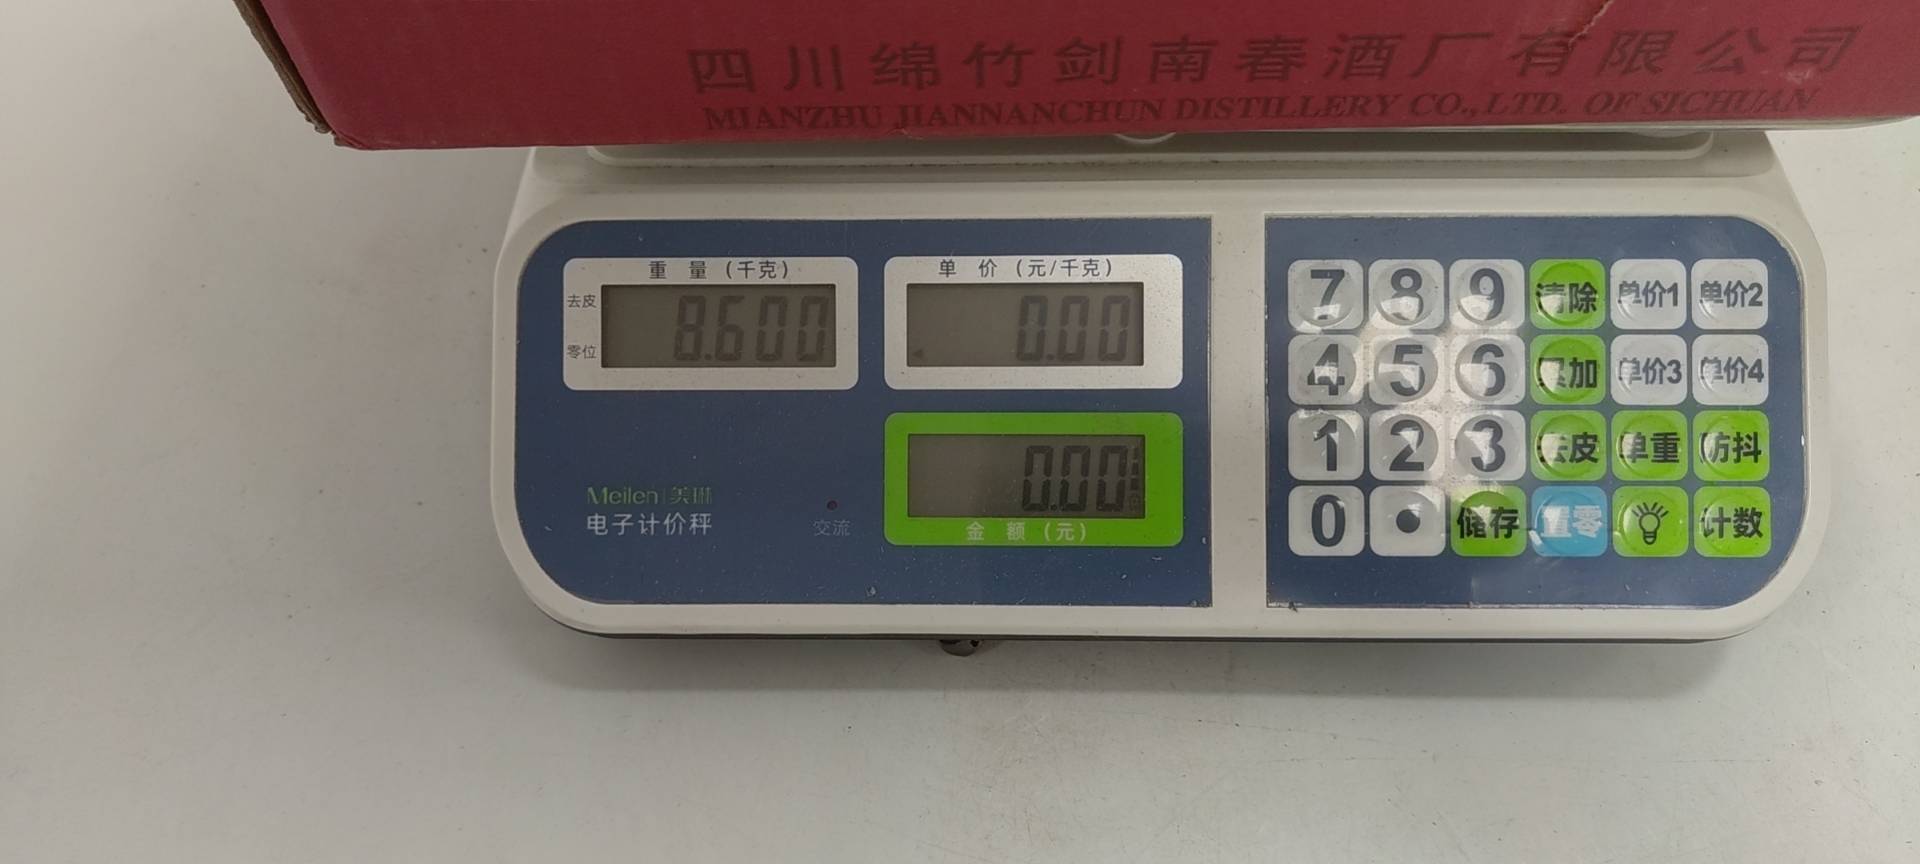 四川绵竹剑南春酒厂有限公司
MIANZHU JIANNANCHUN DISTILLERY CO.,LTD. OF SICHUAN
重 量 (千克)
去皮
零位
8.600
单 价 (元/千克)
0.00
0.00
金 额 (元)
Meilen 美琳
电子计价秤
交流
7 8 9 清除 单价1 单价2
4 5 6 累加 单价3 单价4
1 2 3 去皮 单重 防抖
0 • 储存 置零 计数